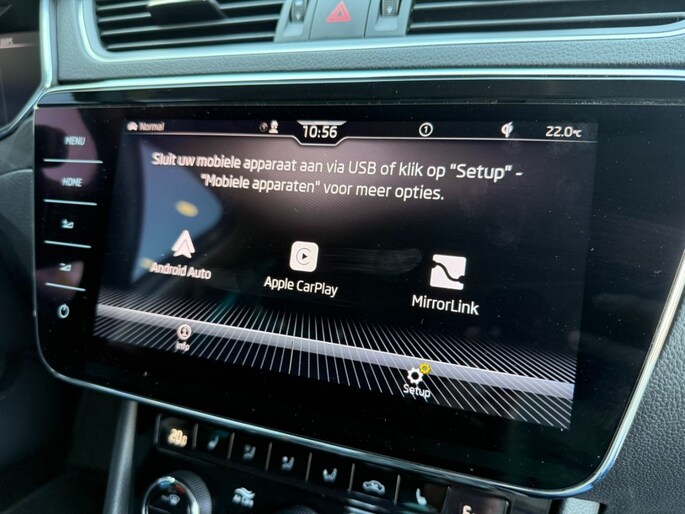 Normal
10:56
1
22.0°C
MENU
HOME
Sluit uw mobiele apparaat aan via USB of klik op "Setup" -
"Mobiele apparaten" voor meer opties.
Android Auto
Apple CarPlay
MirrorLink
Info
Setup